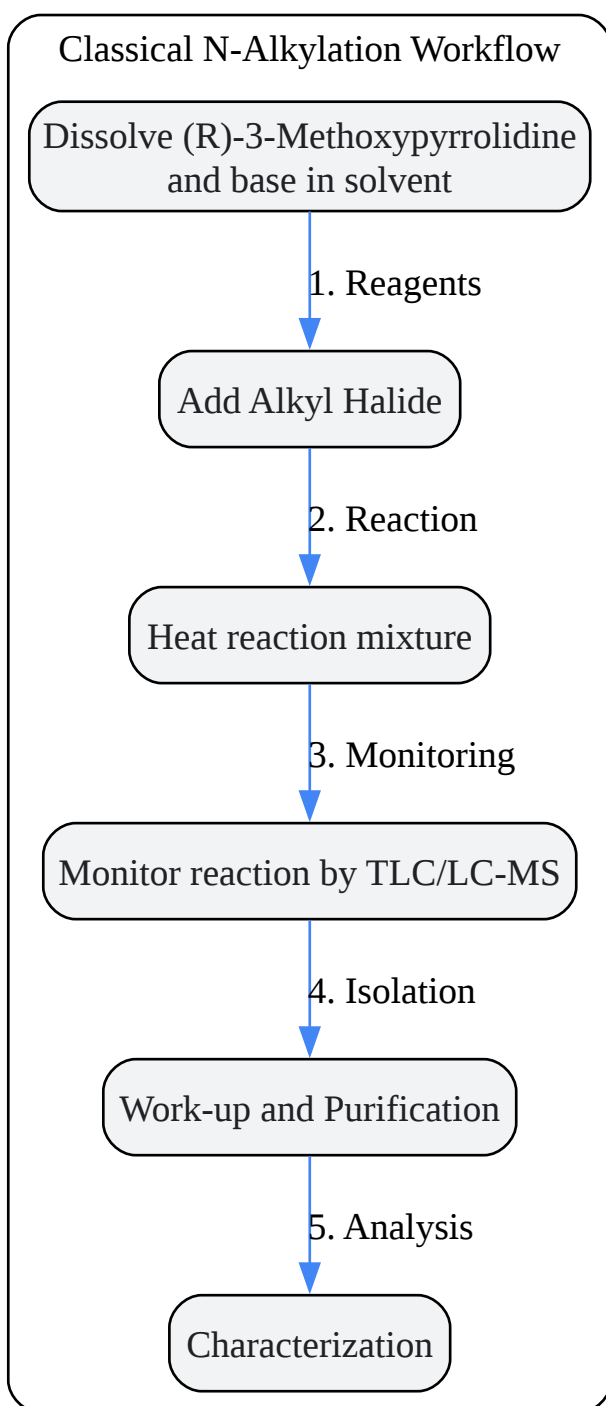 Classical N-Alkylation Workflow
Dissolve (R)-3-Methoxypyrrolidine
and base in solvent
1. Reagents
Add Alkyl Halide
2. Reaction
Heat reaction mixture
3. Monitoring
Monitor reaction by TLC/LC-MS
4. Isolation
Work-up and Purification
5. Analysis
Characterization